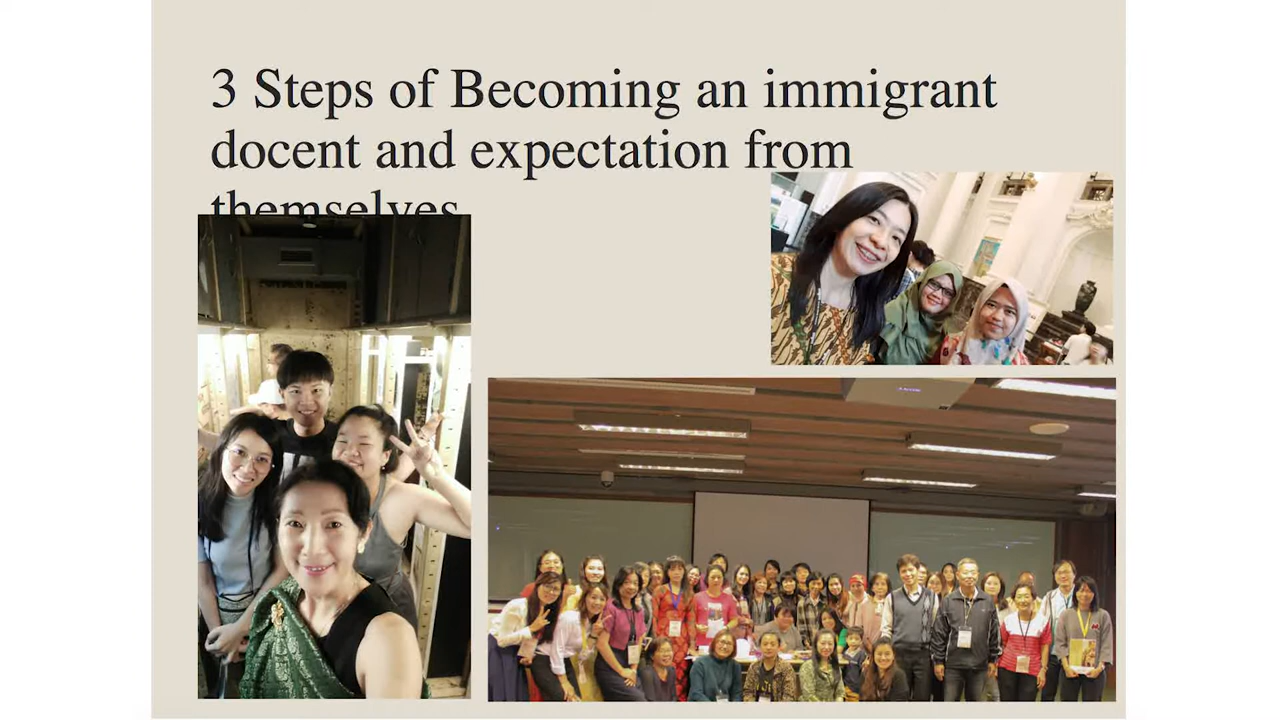 3 Steps of Becoming an immigrant
docent and expectation from
themselves